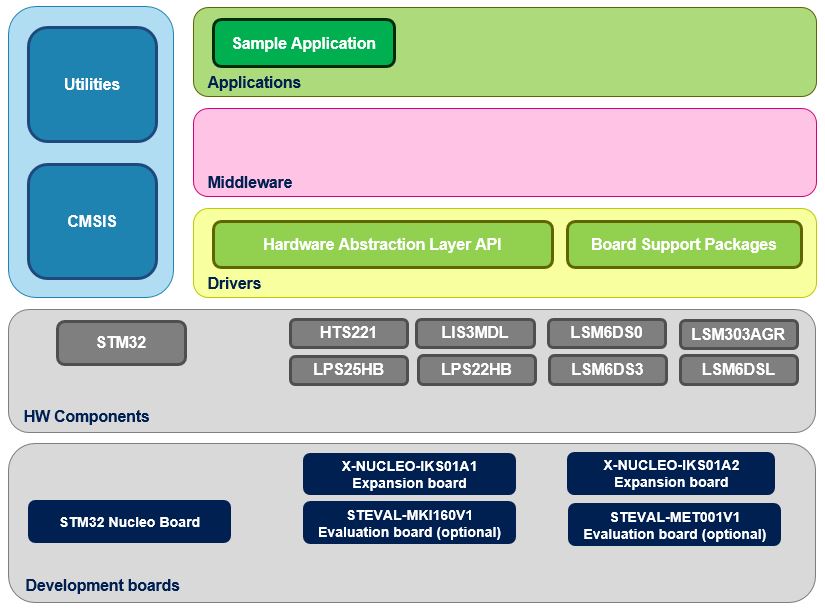 Utilities
CMSIS
Sample Application
Applications
Middleware
Hardware Abstraction Layer API
Board Support Packages
Drivers
STM32
HTS221
LIS3MDL
LSM6DS0
LSM303AGR
LPS25HB
LPS22HB
LSM6DS3
LSM6DSL
HW Components
STM32 Nucleo Board
X-NUCLEO-IKS01A1
Expansion board
X-NUCLEO-IKS01A2
Expansion board
STEVAL-MKI160V1
Evaluation board (optional)
STEVAL-MET001V1
Evaluation board (optional)
Development boards